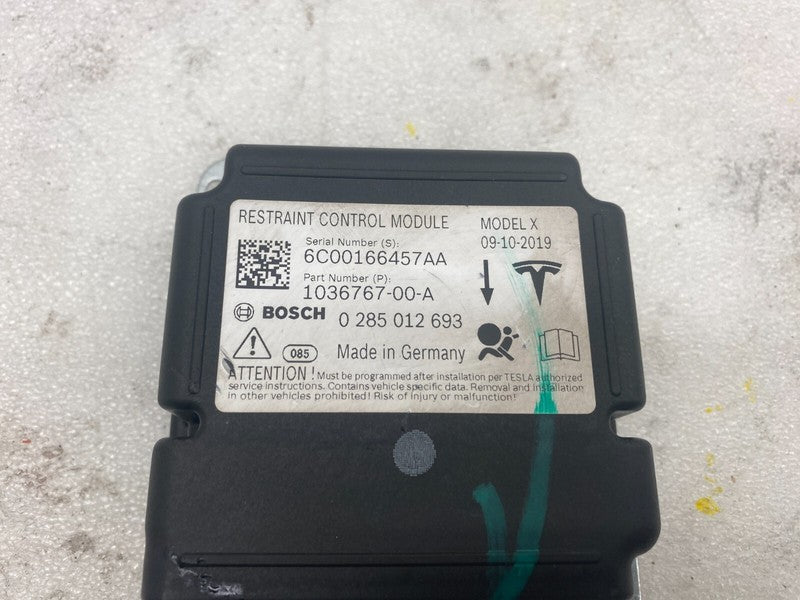 RESTRAINT CONTROL MODULE MODEL X
Serial Number (S): 09-10-2019
6C00166457AA
Part Number (P):
1036767-00-A
BOSCH 0 285 012 693
085 Made in Germany
ATTENTION! Must be programmed after installation per TESLA authorized
service instructions. Contains vehicle specific data. Removal and installation
in other vehicles prohibited! Risk of injury or malfunction!